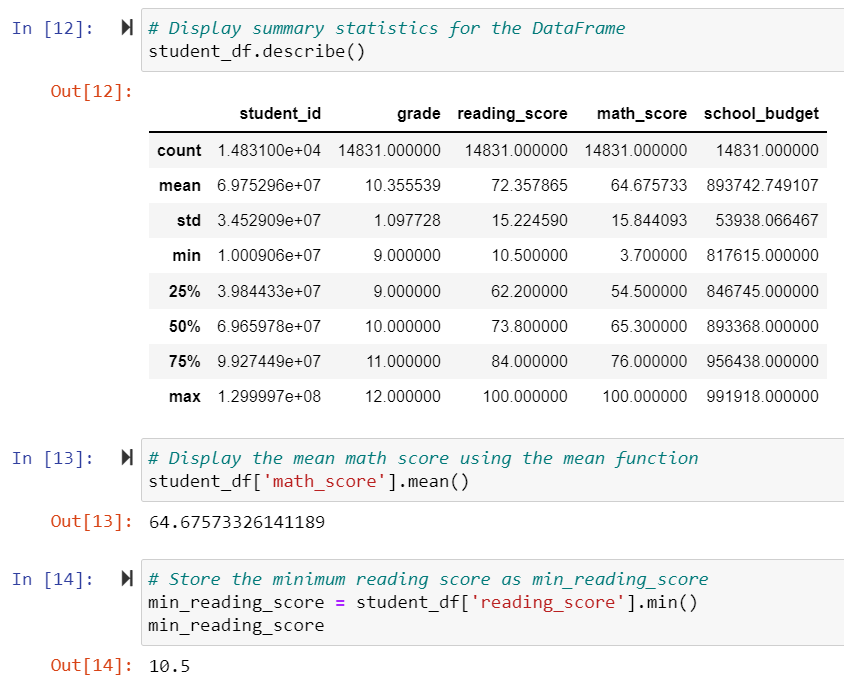 In [12]: # Display summary statistics for the DataFrame
student_df.describe()
Out[12]:
student_id grade reading_score math_score school_budget
count 1.483100e+04 14831.000000 14831.000000 14831.000000 14831.000000
mean 6.975296e+07 10.355539 72.357865 64.675733 893742.749107
std 3.452909e+07 1.097728 15.224590 15.844093 53938.066467
min 1.000906e+07 9.000000 10.500000 3.700000 817615.000000
25% 3.984433e+07 9.000000 62.200000 54.500000 846745.000000
50% 6.965978e+07 10.000000 73.800000 65.300000 893368.000000
75% 9.927449e+07 11.000000 84.000000 76.000000 956438.000000
max 1.299997e+08 12.000000 100.000000 100.000000 991918.000000
In [13]: # Display the mean math score using the mean function
student_df['math_score'].mean()
Out[13]: 64.67573326141189
In [14]: # Store the minimum reading score as min_reading_score
min_reading_score = student_df['reading_score'].min()
min_reading_score
Out[14]: 10.5